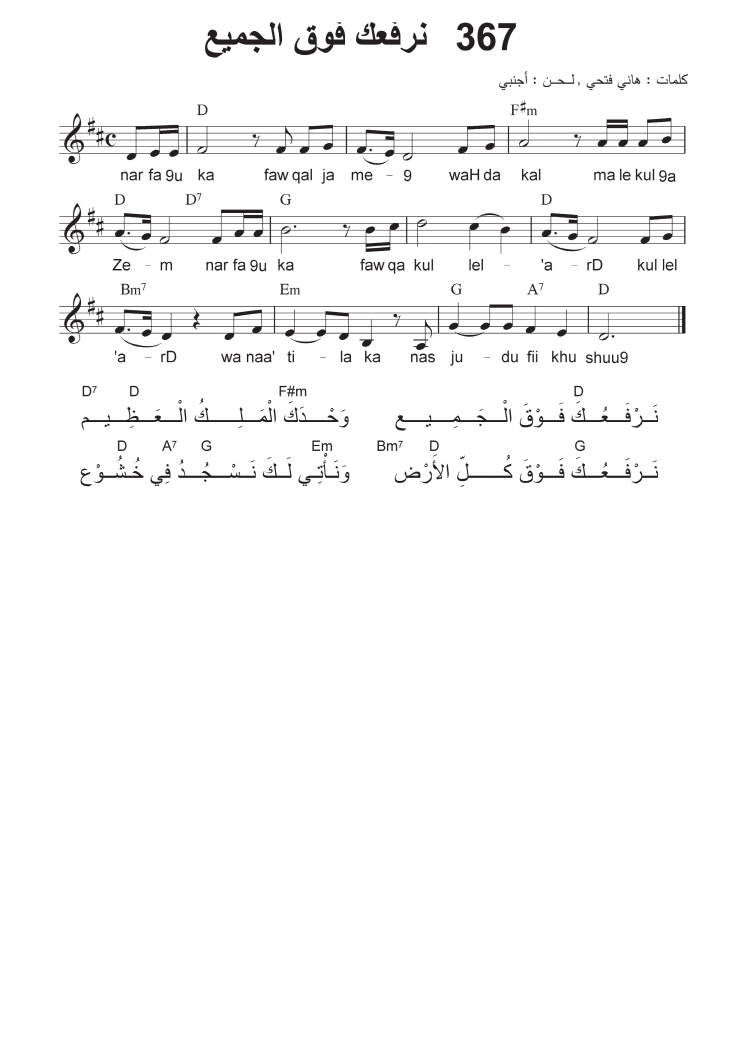 367 نرفعك فوق الجميع
كلمات : هاني فتحي , لـحـن : أجنبي
D F#m
nar fa 9u ka faw qal ja me - 9 waH da kal ma le kul 9a
D D7 G D
Ze - m nar fa 9u ka faw qa kul lel - 'a - rD kul lel
Bm7 Em G A7 D
'a - rD wa naa' ti - la ka nas ju - du fii khu shuu9
D7 D F#m D
نَـرْفَـعُـكَ فَـوْقَ الْـجَـمِـيـع وَحْـدَكَ الْمَـلِـكُ الْـعَـظِـيـم
D A7 G Em Bm7 D G
نَـرْفَـعُـكَ فَـوْقَ كُـلِّ الأَرْض وَنَـأْتِـي لَـكَ نَـسْـجُـدُ فِي خُـشُـوْع